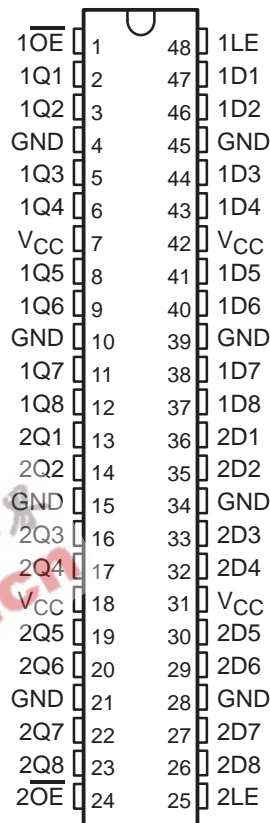 1O̅E̅ 1 48 1LE
1Q1 2 47 1D1
1Q2 3 46 1D2
GND 4 45 GND
1Q3 5 44 1D3
1Q4 6 43 1D4
VCC 7 42 VCC
1Q5 8 41 1D5
1Q6 9 40 1D6
GND 10 39 GND
1Q7 11 38 1D7
1Q8 12 37 1D8
2Q1 13 36 2D1
2Q2 14 35 2D2
GND 15 34 GND
2Q3 16 33 2D3
2Q4 17 32 2D4
VCC 18 31 VCC
2Q5 19 30 2D5
2Q6 20 29 2D6
GND 21 28 GND
2Q7 22 27 2D7
2Q8 23 26 2D8
2O̅E̅ 24 25 2LE